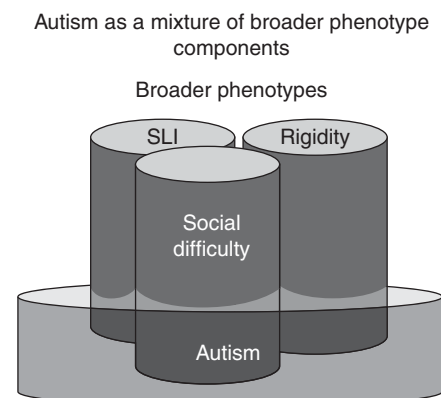 Autism as a mixture of broader phenotype
components
Broader phenotypes
SLI
Rigidity
Social
difficulty
Autism